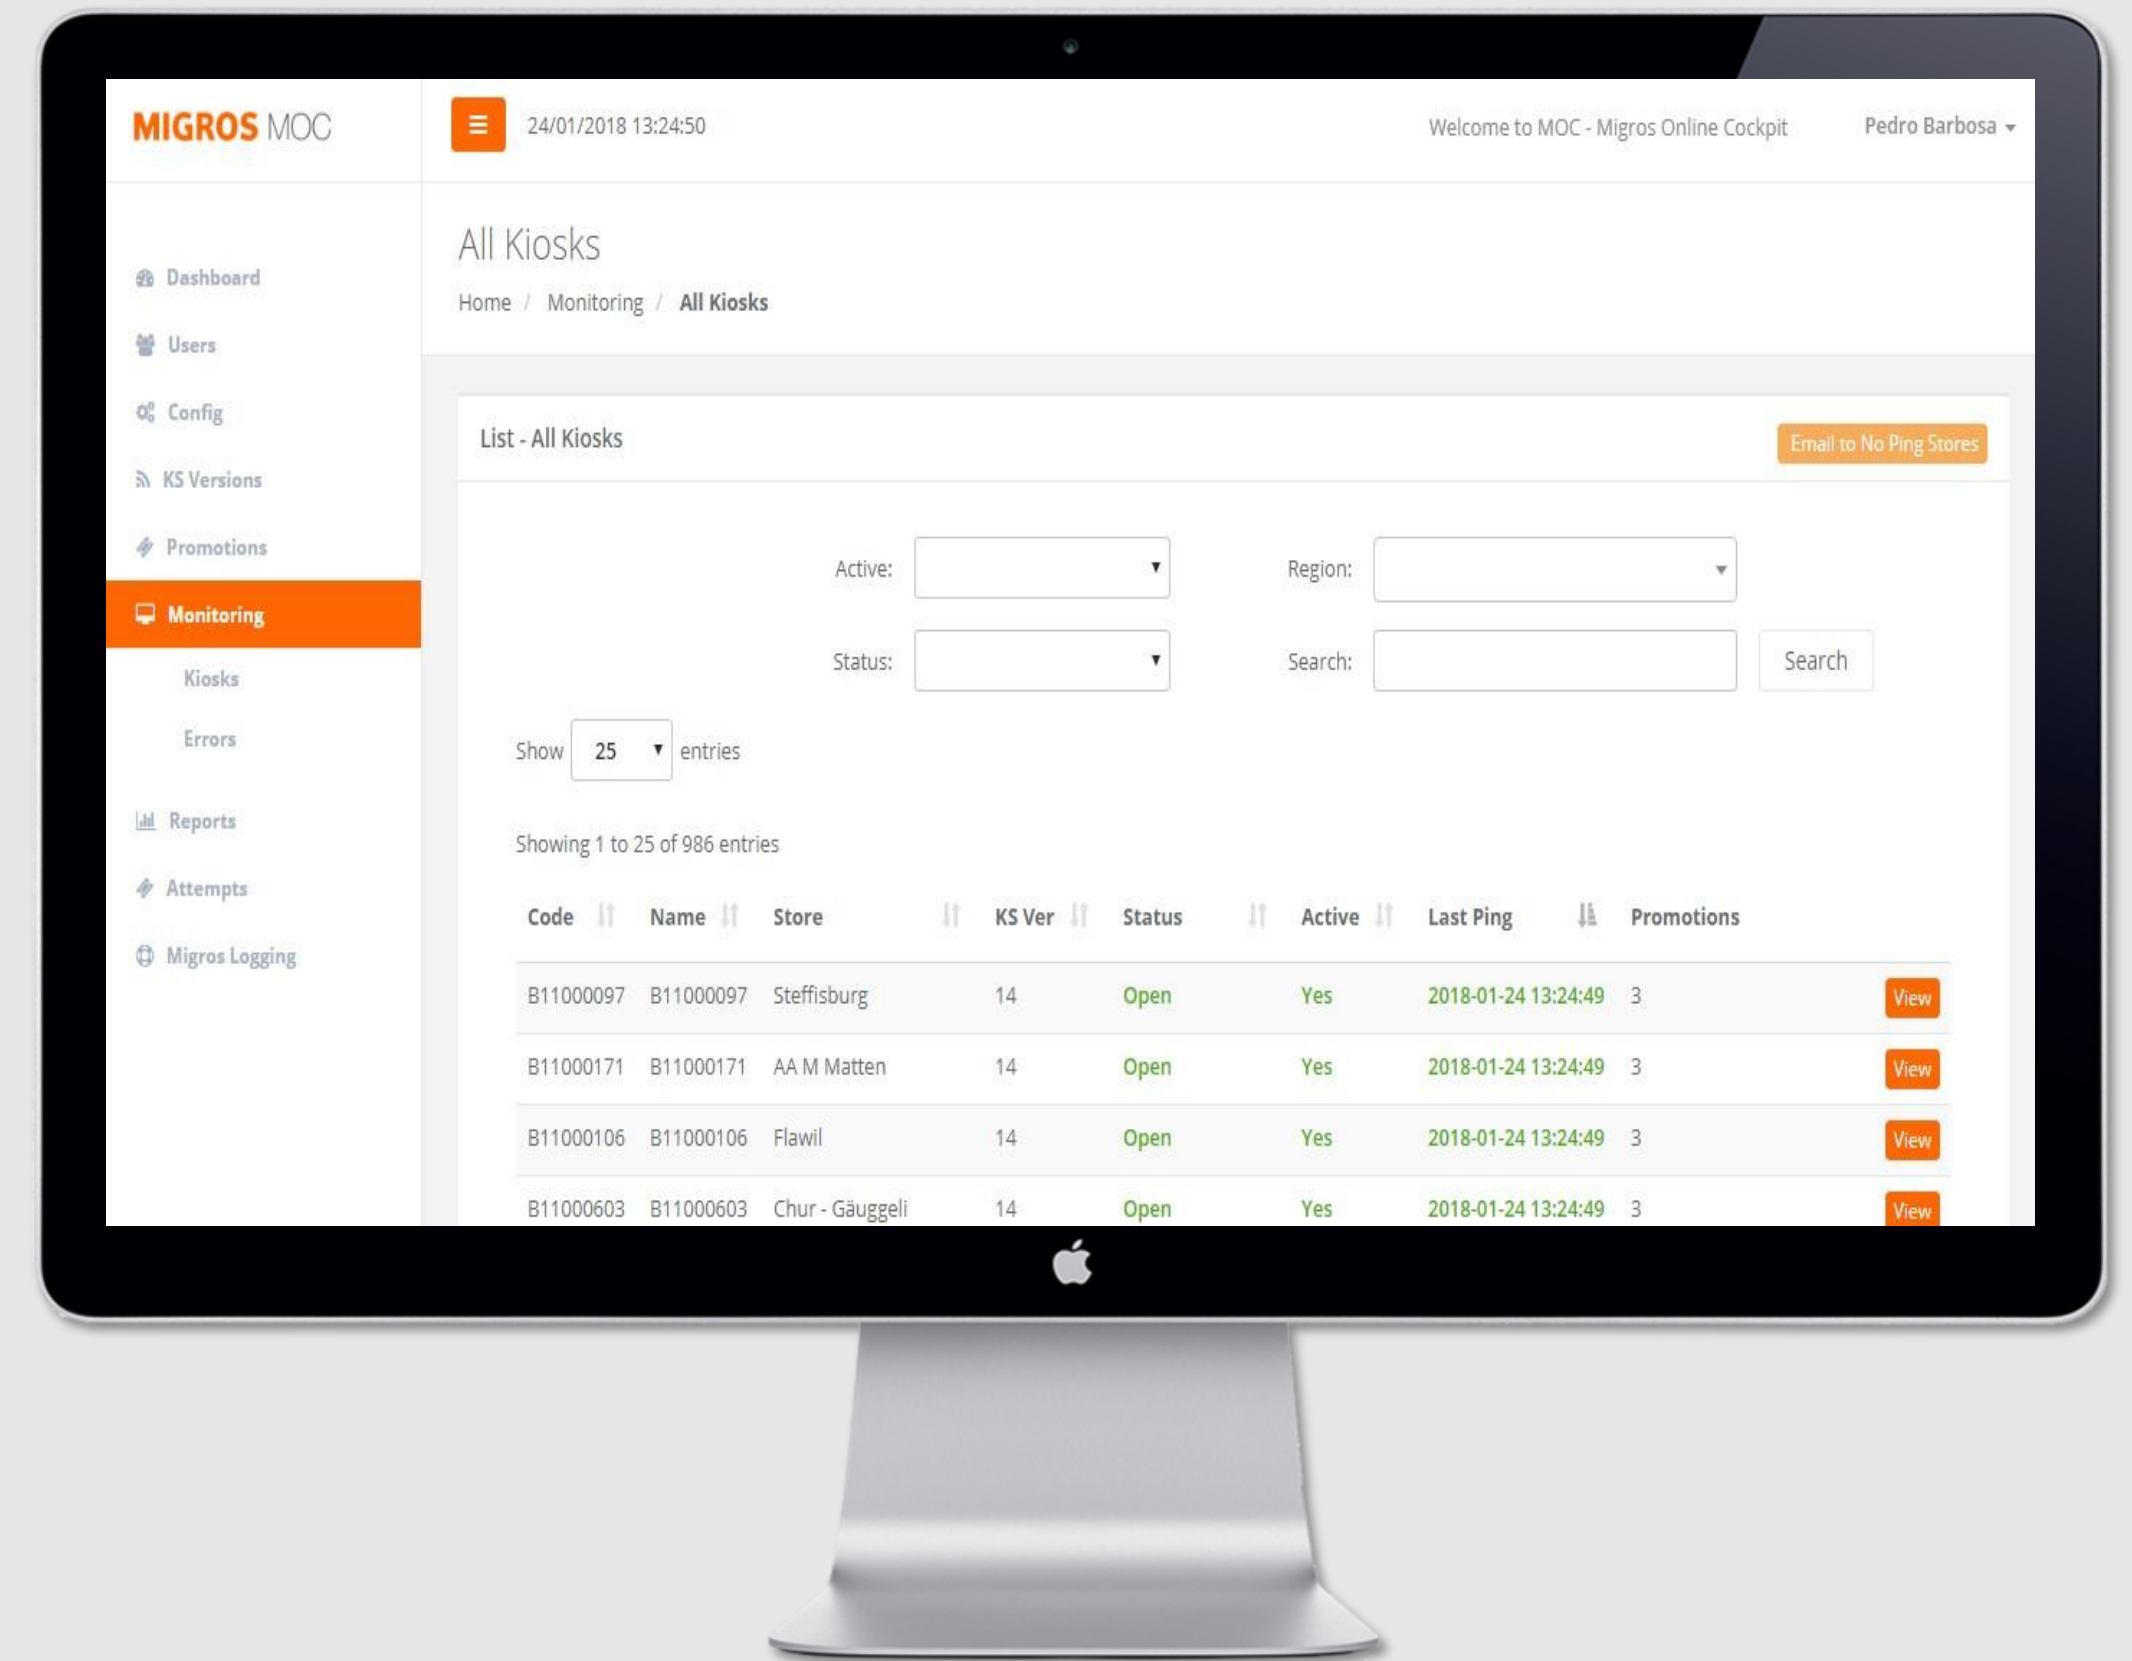 MIGROS MOC
24/01/2018 13:24:50
Welcome to MOC - Migros Online Cockpit
Pedro Barbosa
Dashboard
Users
Config
KS Versions
Promotions
Monitoring
Kiosks
Errors
Reports
Attempts
Migros Logging
All Kiosks
Home / Monitoring / All Kiosks
List - All Kiosks
Email to No Ping Stores
Active:
Region:
Status:
Search:
Search
Show 25 entries
Showing 1 to 25 of 986 entries
Code Name Store KS Ver Status Active Last Ping Promotions
B11000097 B11000097 Steffisburg 14 Open Yes 2018-01-24 13:24:49 3 View
B11000171 B11000171 AA M Matten 14 Open Yes 2018-01-24 13:24:49 3 View
B11000106 B11000106 Flawil 14 Open Yes 2018-01-24 13:24:49 3 View
B11000603 B11000603 Chur - Gäuggeli 14 Open Yes 2018-01-24 13:24:49 3 View